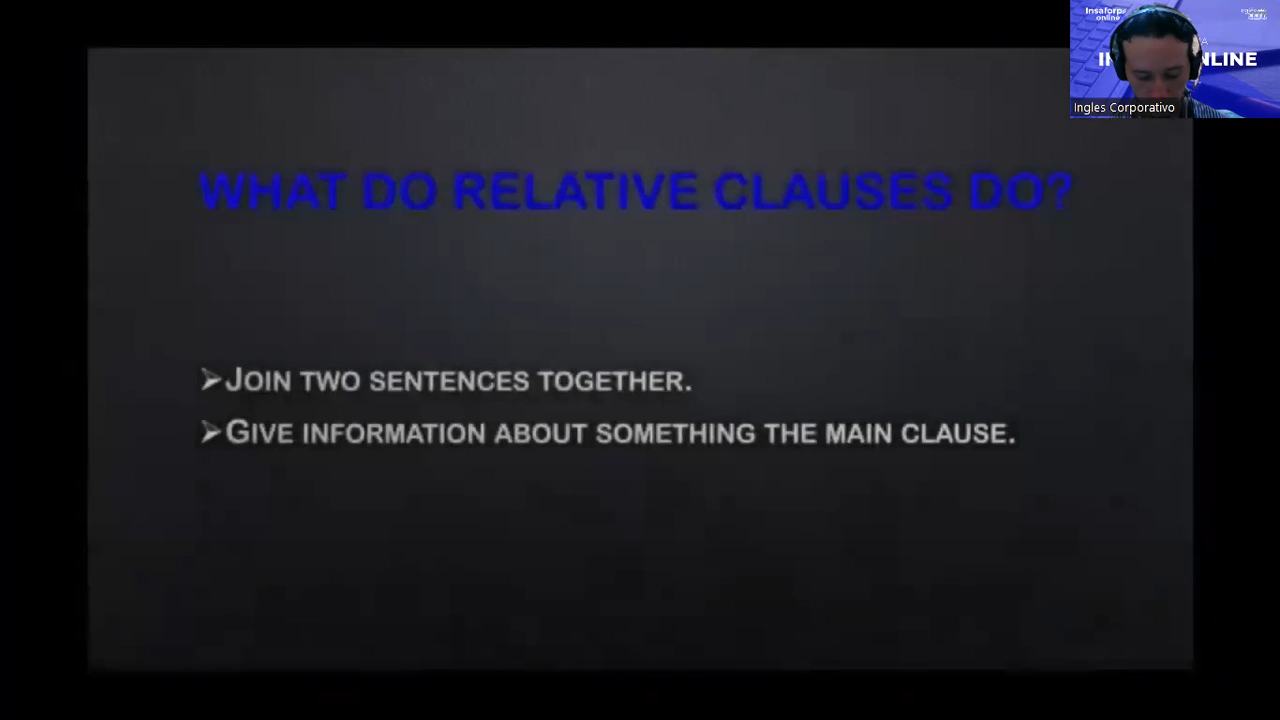 Insaforp
online
NLINE
Ingles Corporativo
WHAT DO RELATIVE CLAUSES DO?
➢JOIN TWO SENTENCES TOGETHER.
➢GIVE INFORMATION ABOUT SOMETHING THE MAIN CLAUSE.